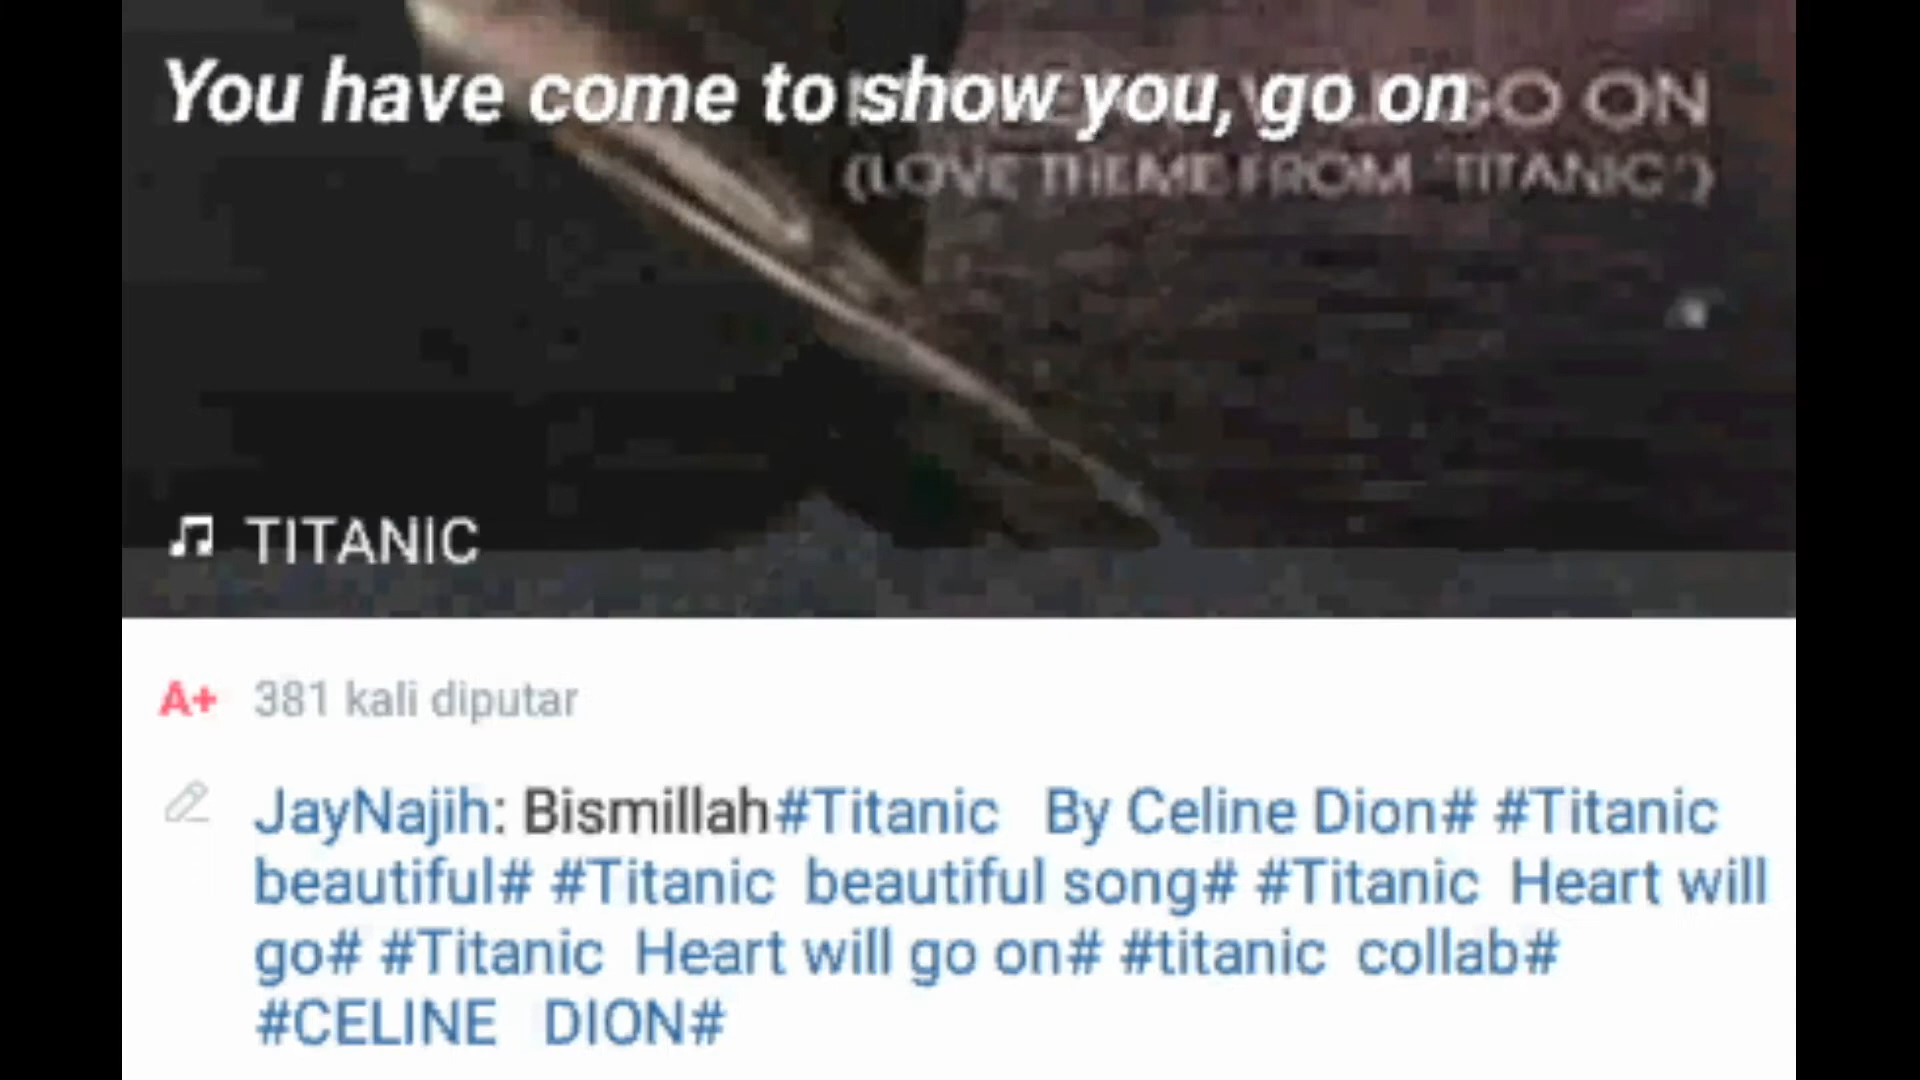 You have come to show you, go on
GO ON
(LOVE THEME FROM 'TITANIC')
TITANIC
A+ 381 kali diputar
JayNajih: Bismillah#Titanic By Celine Dion# #Titanic
beautiful# #Titanic beautiful song# #Titanic Heart will
go# #Titanic Heart will go on# #titanic collab#
#CELINE DION#